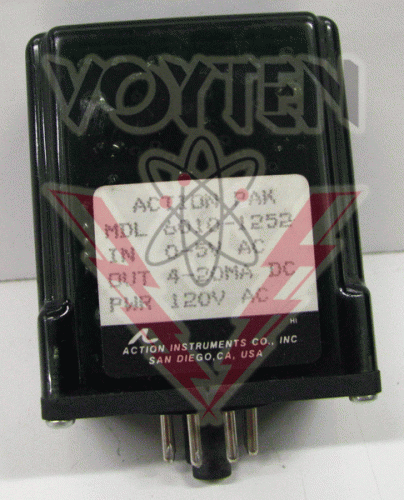 VOYTEN
ACTION PAK
MDL 6010-1252
IN 0-5V AC
OUT 4-20MA DC
PWR 120V AC
HI
ACTION INSTRUMENTS CO., INC
SAN DIEGO,CA, USA